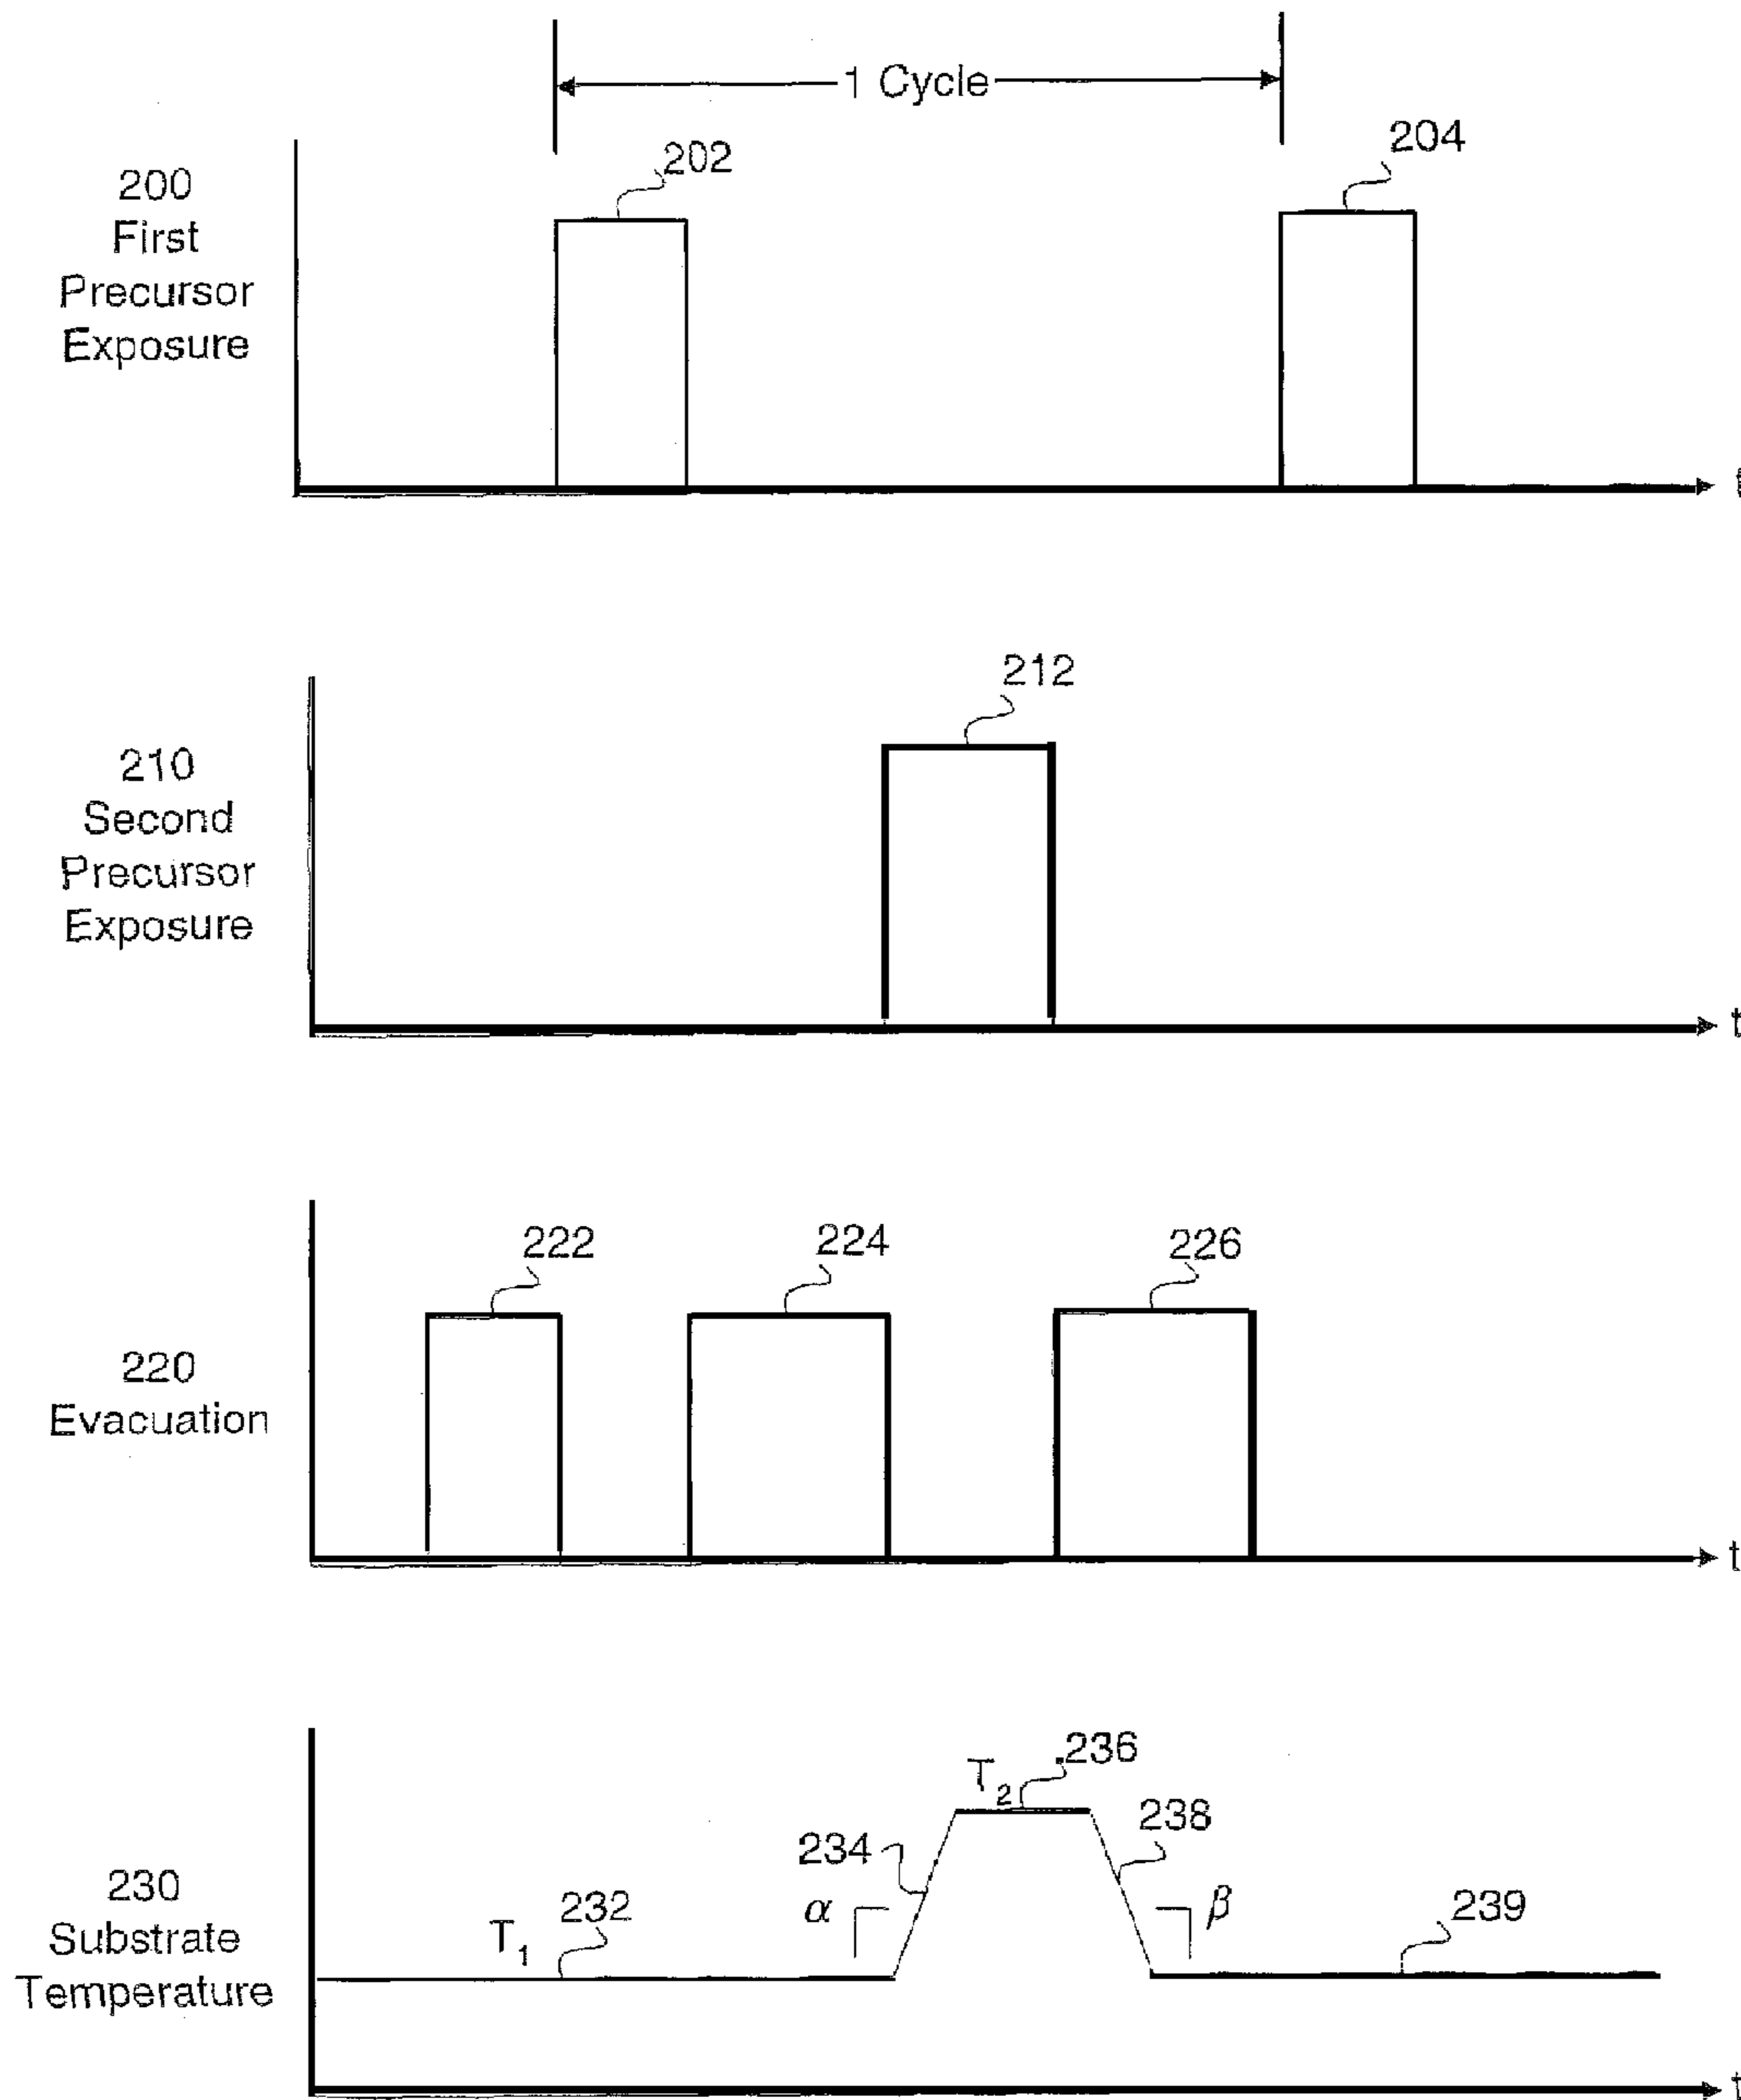 1 Cycle
202
204
200
First
Precursor
Exposure
t
212
210
Second
Precursor
Exposure
t
222
224
226
220
Evacuation
t
T2
236
238
234
α
β
T1
232
239
230
Substrate
Temperature
t